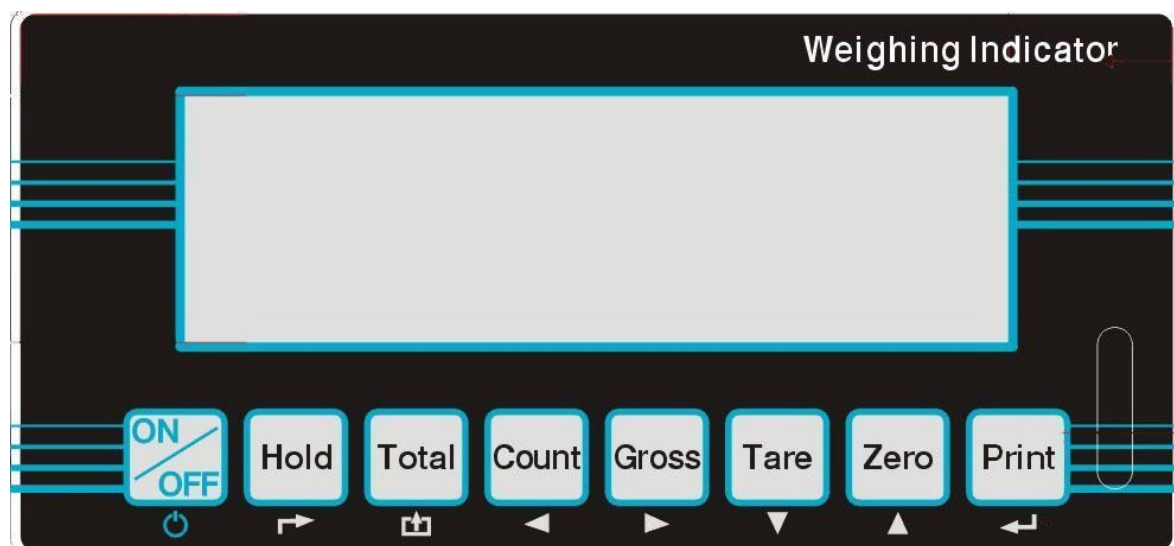 Weighing Indicator
ON
OFF
Hold Total Count Gross Tare Zero Print